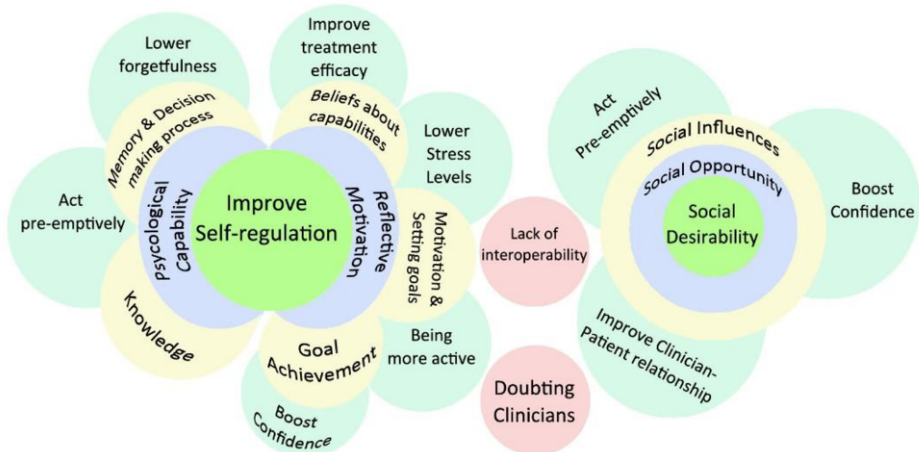 Lower
forgetfulness
Improve
treatment
efficacy
Memory & Decision
making process
Beliefs about
capabilities
Lower
Stress
Levels
Act
pre-emptively
Psycological
Capability
Improve
Self-regulation
Reflective
Motivation
Motivation &
Setting goals
Knowledge
Goal
Achievement
Being
more active
Boost
Confidence
Lack of
interoperability
Doubting
Clinicians
Act
Pre-emptively
Social Influences
Social Opportunity
Social
Desirability
Boost
Confidence
Improve Clinician-
Patient relationship